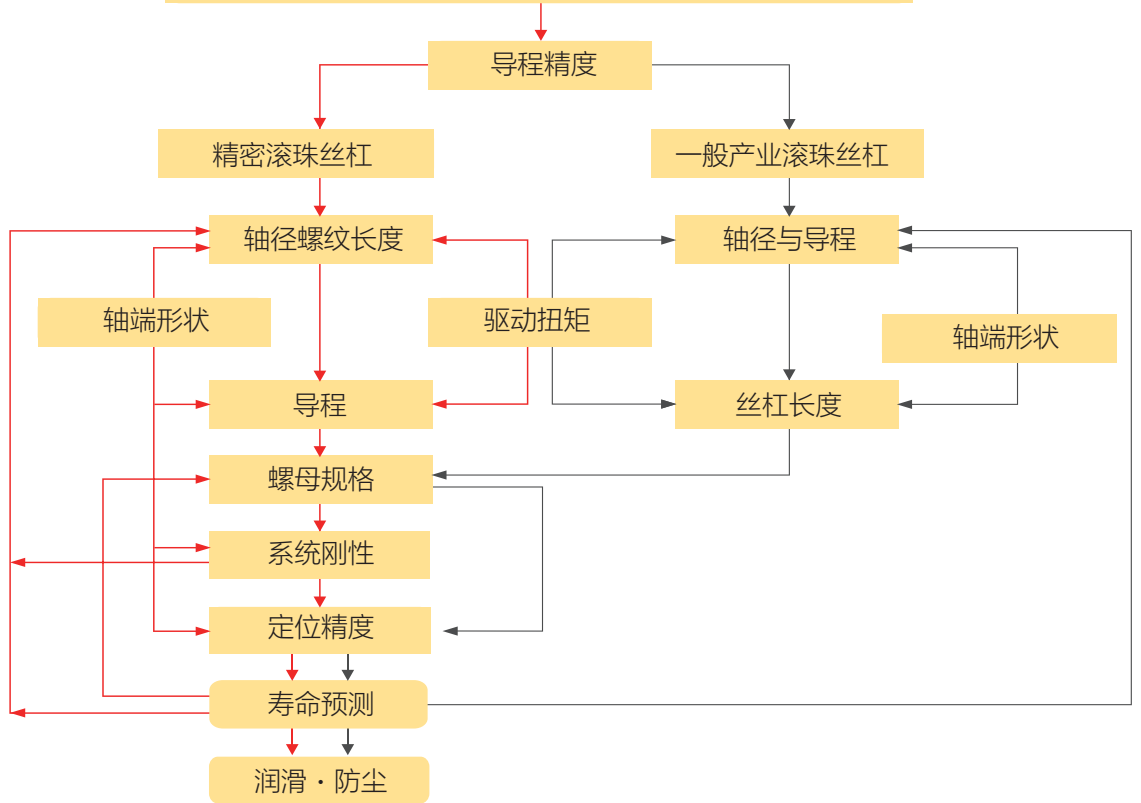 导程精度
精密滚珠丝杠
一般产业滚珠丝杠
轴径螺纹长度
轴径与导程
轴端形状
驱动扭矩
轴端形状
导程
丝杠长度
螺母规格
系统刚性
定位精度
寿命预测
润滑・防尘